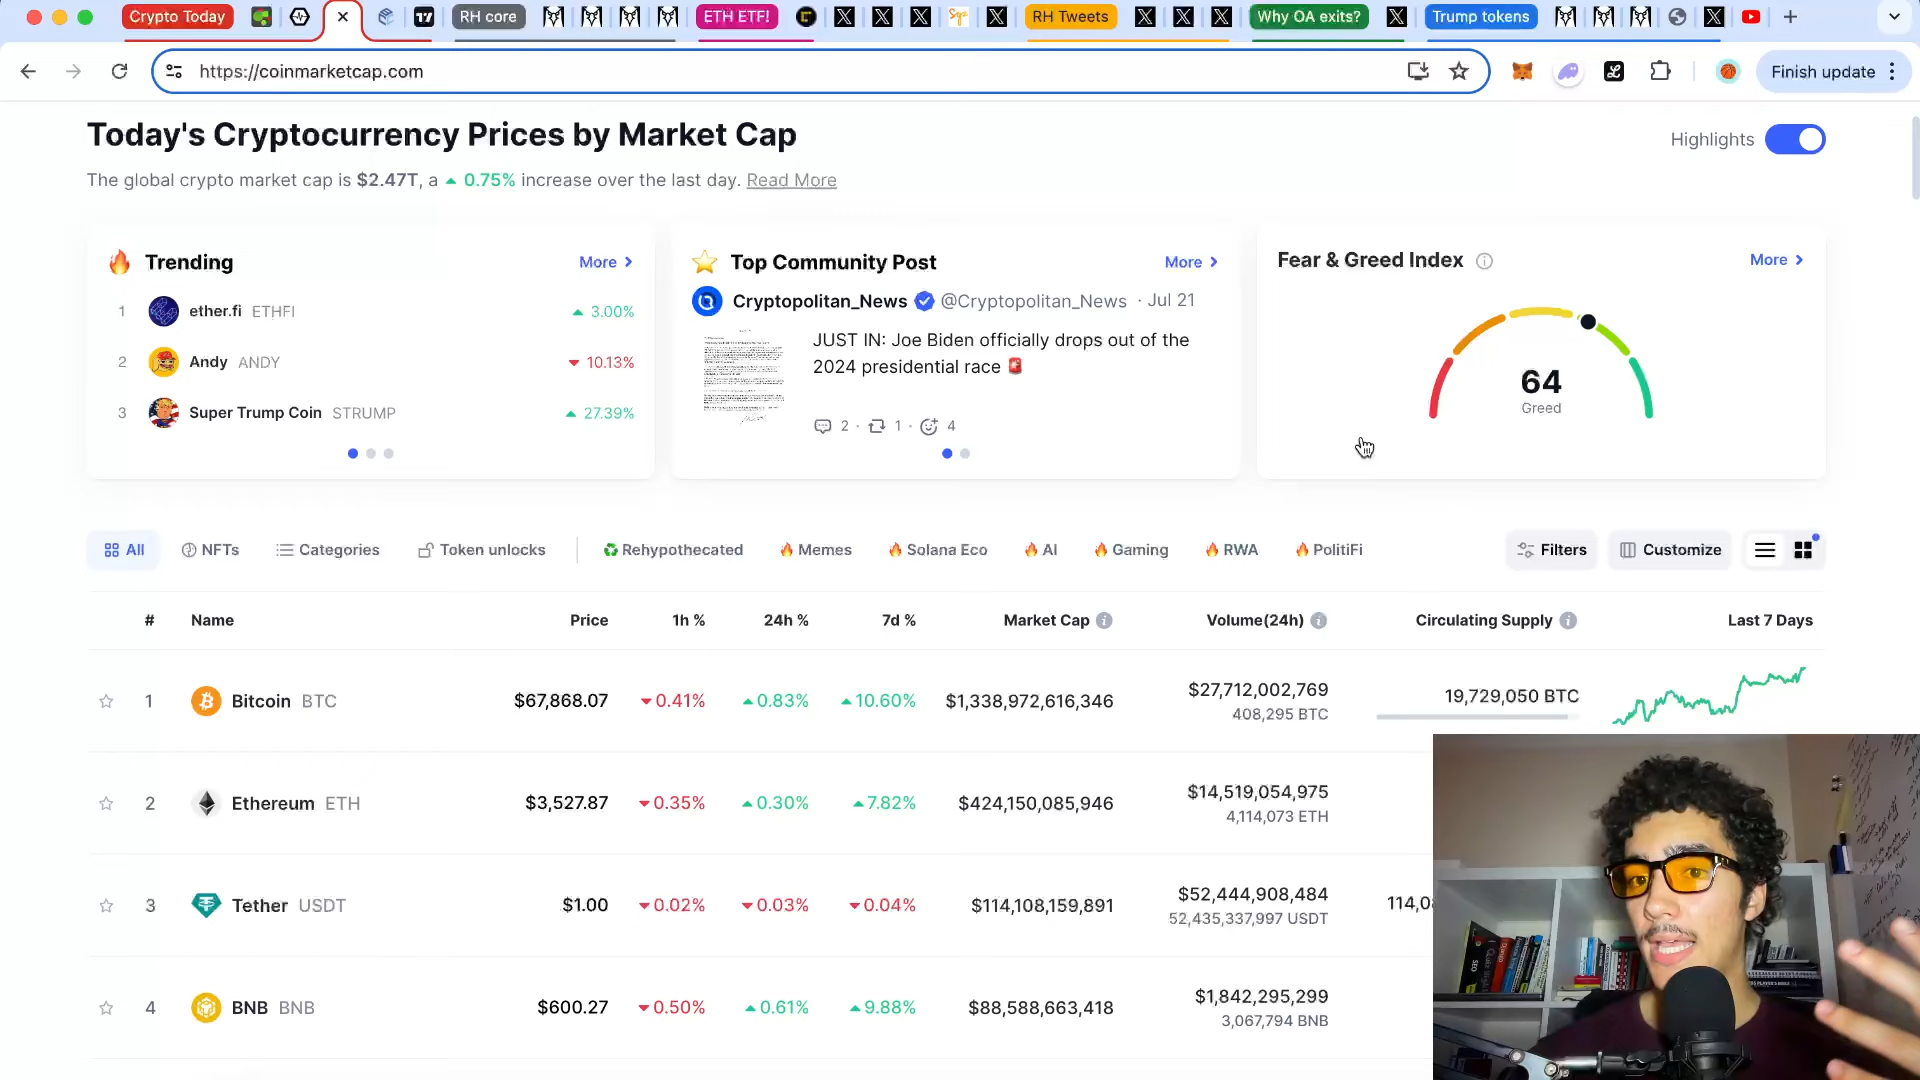 Crypto Today
RH core
ETH ETF!
RH Tweets
Why OA exits?
Trump tokens
https://coinmarketcap.com
Finish update
Today's Cryptocurrency Prices by Market Cap
Highlights
The global crypto market cap is $2.47T, a 0.75% increase over the last day. Read More
Trending
More
1 ether.fi ETHFI 3.00%
2 Andy ANDY 10.13%
3 Super Trump Coin STRUMP 27.39%
Top Community Post
More
Cryptopolitan_News @Cryptopolitan_News · Jul 21
JUST IN: Joe Biden officially drops out of the
2024 presidential race
2 · 1 · 4
Fear & Greed Index
More
64
Greed
All NFTs Categories Token unlocks Rehypothecated Memes Solana Eco AI Gaming RWA PolitiFi Filters Customize
# Name Price 1h % 24h % 7d % Market Cap Volume(24h) Circulating Supply Last 7 Days
1 Bitcoin BTC $67,868.07 0.41% 0.83% 10.60% $1,338,972,616,346 $27,712,002,769 19,729,050 BTC
408,295 BTC
2 Ethereum ETH $3,527.87 0.35% 0.30% 7.82% $424,150,085,946 $14,519,054,975
4,114,073 ETH
3 Tether USDT $1.00 0.02% 0.03% 0.04% $114,108,159,891 $52,444,908,484
52,435,337,997 USDT
4 BNB BNB $600.27 0.50% 0.61% 9.88% $88,588,663,418 $1,842,295,299
3,067,794 BNB
SEO